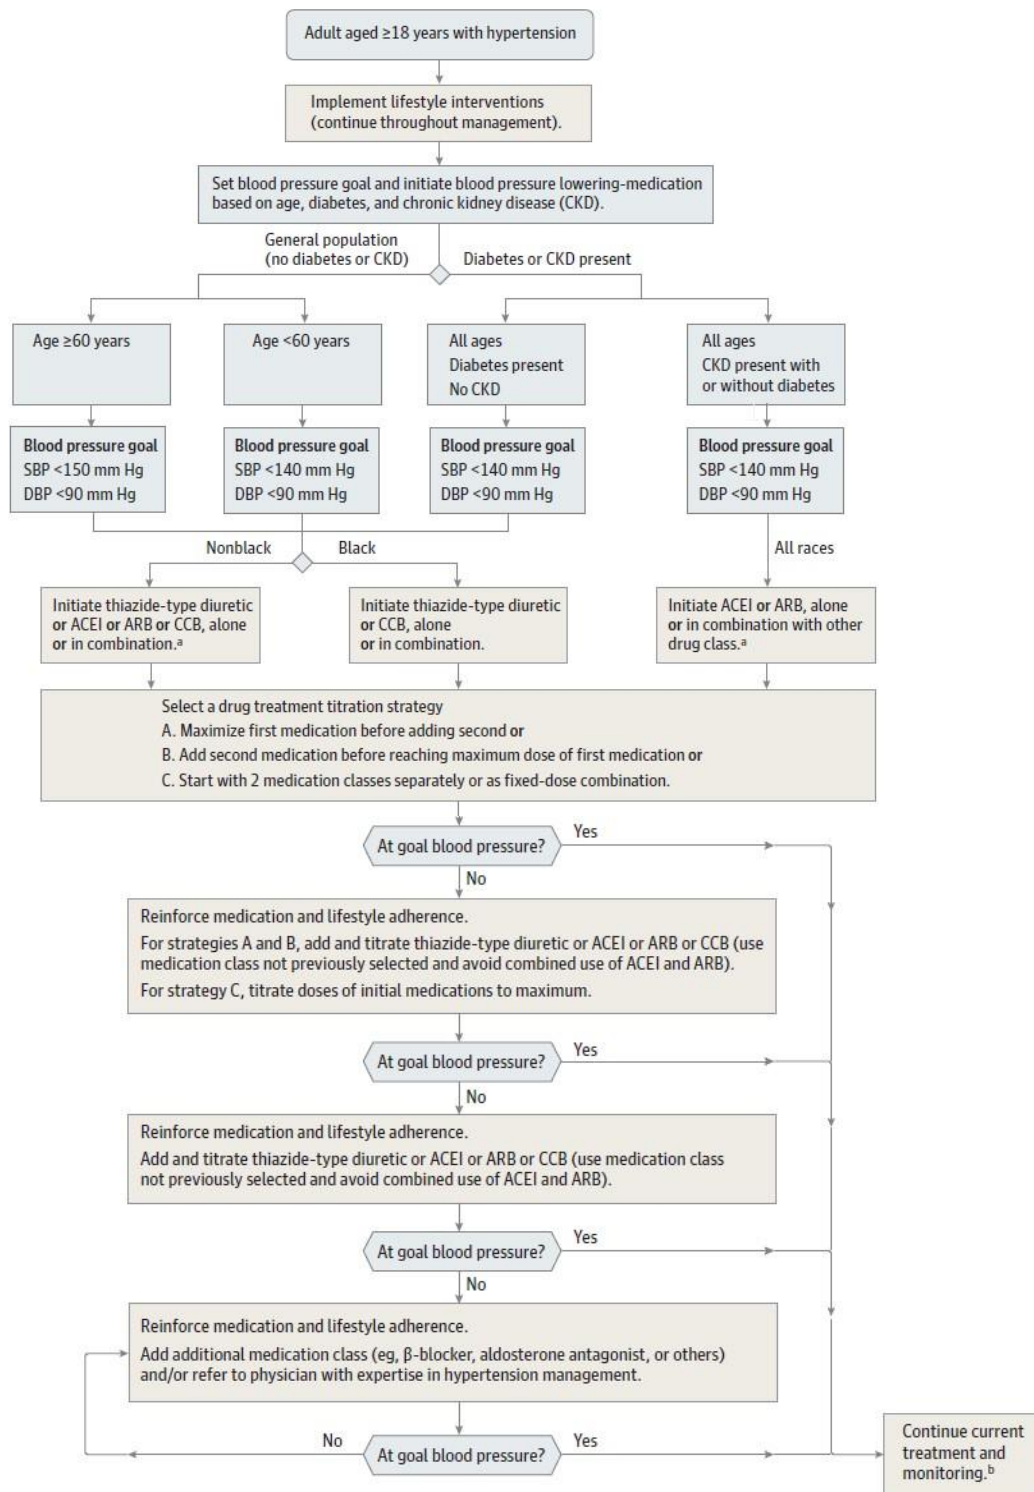 Adult aged ≥18 years with hypertension
Implement lifestyle interventions
(continue throughout management).
Set blood pressure goal and initiate blood pressure lowering-medication
based on age, diabetes, and chronic kidney disease (CKD).
General population
(no diabetes or CKD)
Diabetes or CKD present
Age ≥60 years
Age <60 years
All ages
Diabetes present
No CKD
All ages
CKD present with
or without diabetes
Blood pressure goal
SBP <150 mm Hg
DBP <90 mm Hg
Blood pressure goal
SBP <140 mm Hg
DBP <90 mm Hg
Blood pressure goal
SBP <140 mm Hg
DBP <90 mm Hg
Blood pressure goal
SBP <140 mm Hg
DBP <90 mm Hg
Nonblack
Black
All races
Initiate thiazide-type diuretic
or ACEI or ARB or CCB, alone
or in combination.ᵃ
Initiate thiazide-type diuretic
or CCB, alone
or in combination.
Initiate ACEI or ARB, alone
or in combination with other
drug class.ᵃ
Select a drug treatment titration strategy
A. Maximize first medication before adding second or
B. Add second medication before reaching maximum dose of first medication or
C. Start with 2 medication classes separately or as fixed-dose combination.
At goal blood pressure?
Yes
No
Reinforce medication and lifestyle adherence.
For strategies A and B, add and titrate thiazide-type diuretic or ACEI or ARB or CCB (use
medication class not previously selected and avoid combined use of ACEI and ARB).
For strategy C, titrate doses of initial medications to maximum.
At goal blood pressure?
Yes
No
Reinforce medication and lifestyle adherence.
Add and titrate thiazide-type diuretic or ACEI or ARB or CCB (use medication class
not previously selected and avoid combined use of ACEI and ARB).
At goal blood pressure?
Yes
No
Reinforce medication and lifestyle adherence.
Add additional medication class (eg, β-blocker, aldosterone antagonist, or others)
and/or refer to physician with expertise in hypertension management.
No
At goal blood pressure?
Yes
Continue current
treatment and
monitoring.ᵇ